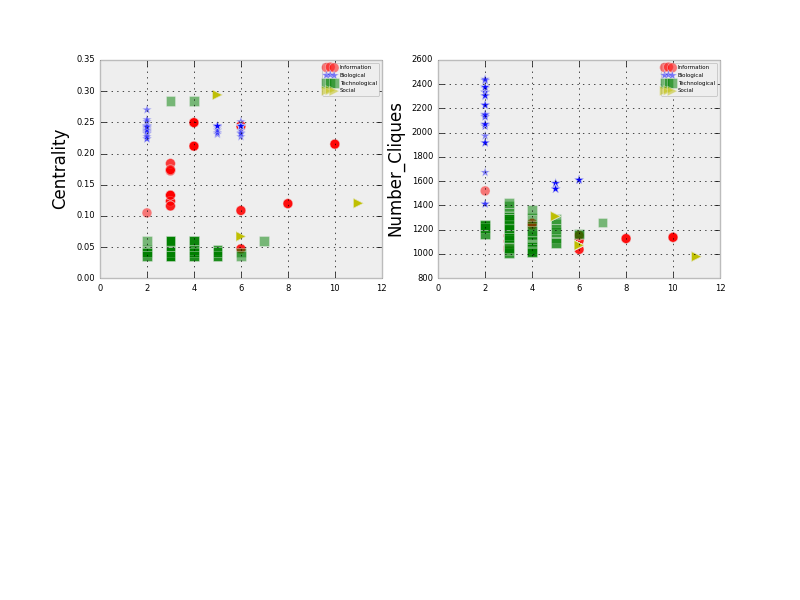 Centrality
0.35
0.30
0.25
0.20
0.15
0.10
0.05
0.00
0 2 4 6 8 10 12
Information
Biological
Technological
Social
Number_Cliques
2600
2400
2200
2000
1800
1600
1400
1200
1000
800
0 2 4 6 8 10 12
Information
Biological
Technological
Social